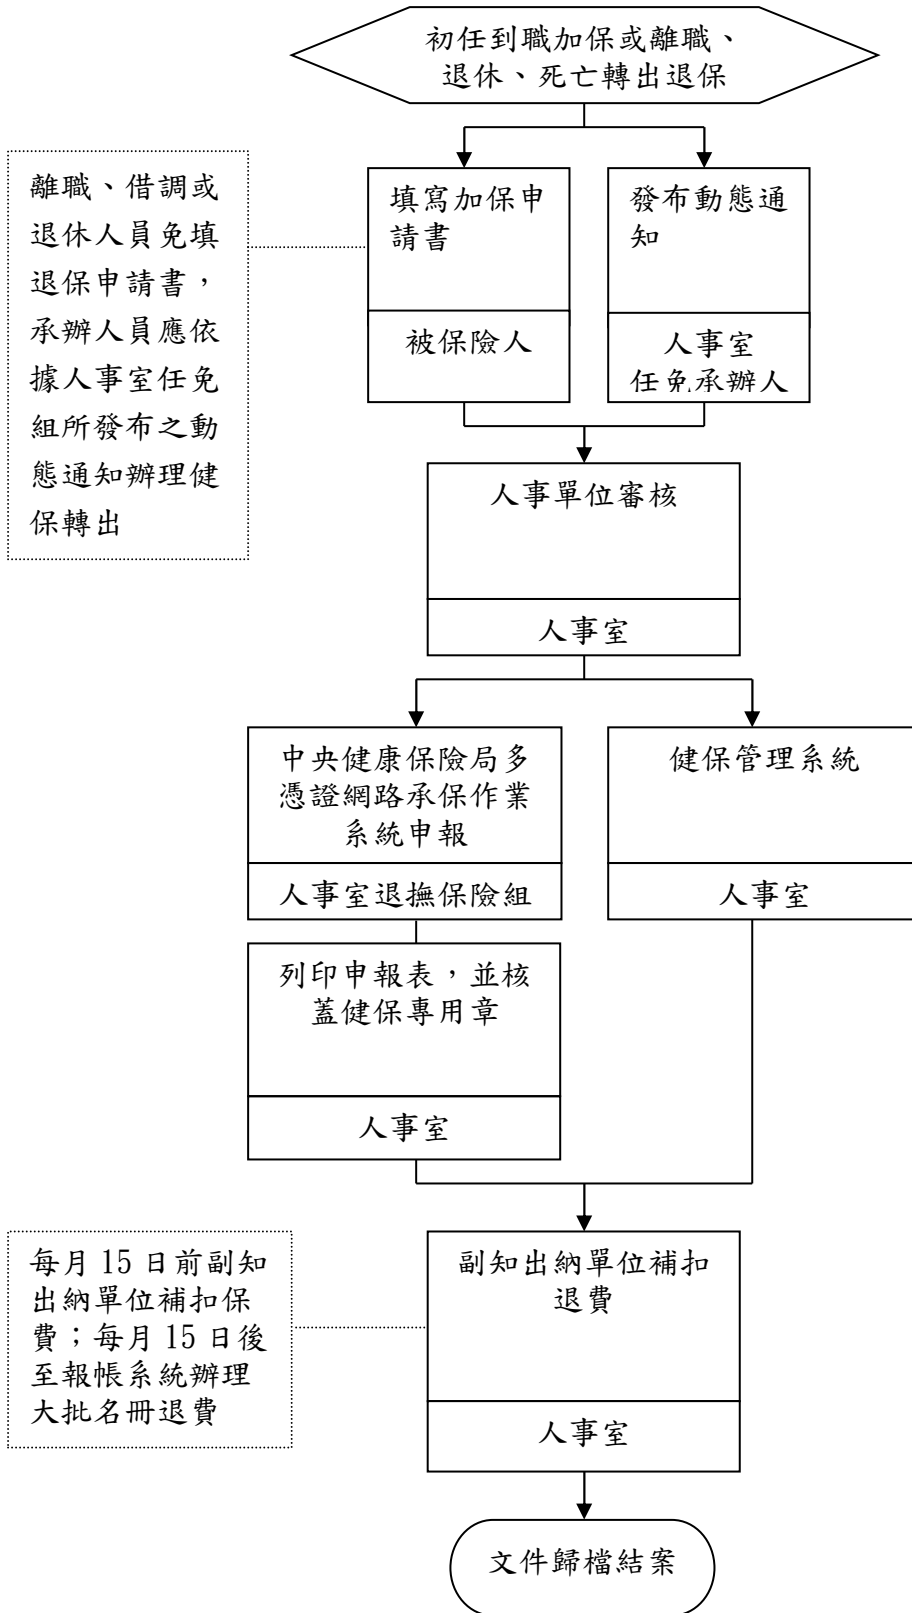 初任到職加保或離職、
退休、死亡轉出退保
離職、借調或
退休人員免填
退保申請書，
承辦人員應依
據人事室任免
組所發布之動
態通知辦理健
保轉出
填寫加保申
請書
被保險人
發布動態通
知
人事室
任免承辦人
人事單位審核
人事室
中央健康保險局多
憑證網路承保作業
系統申報
人事室退撫保險組
健保管理系統
人事室
列印申報表，並核
蓋健保專用章
人事室
每月 15 日前副知
出納單位補扣保
費；每月 15 日後
至報帳系統辦理
大批名冊退費
副知出納單位補扣
退費
人事室
文件歸檔結案